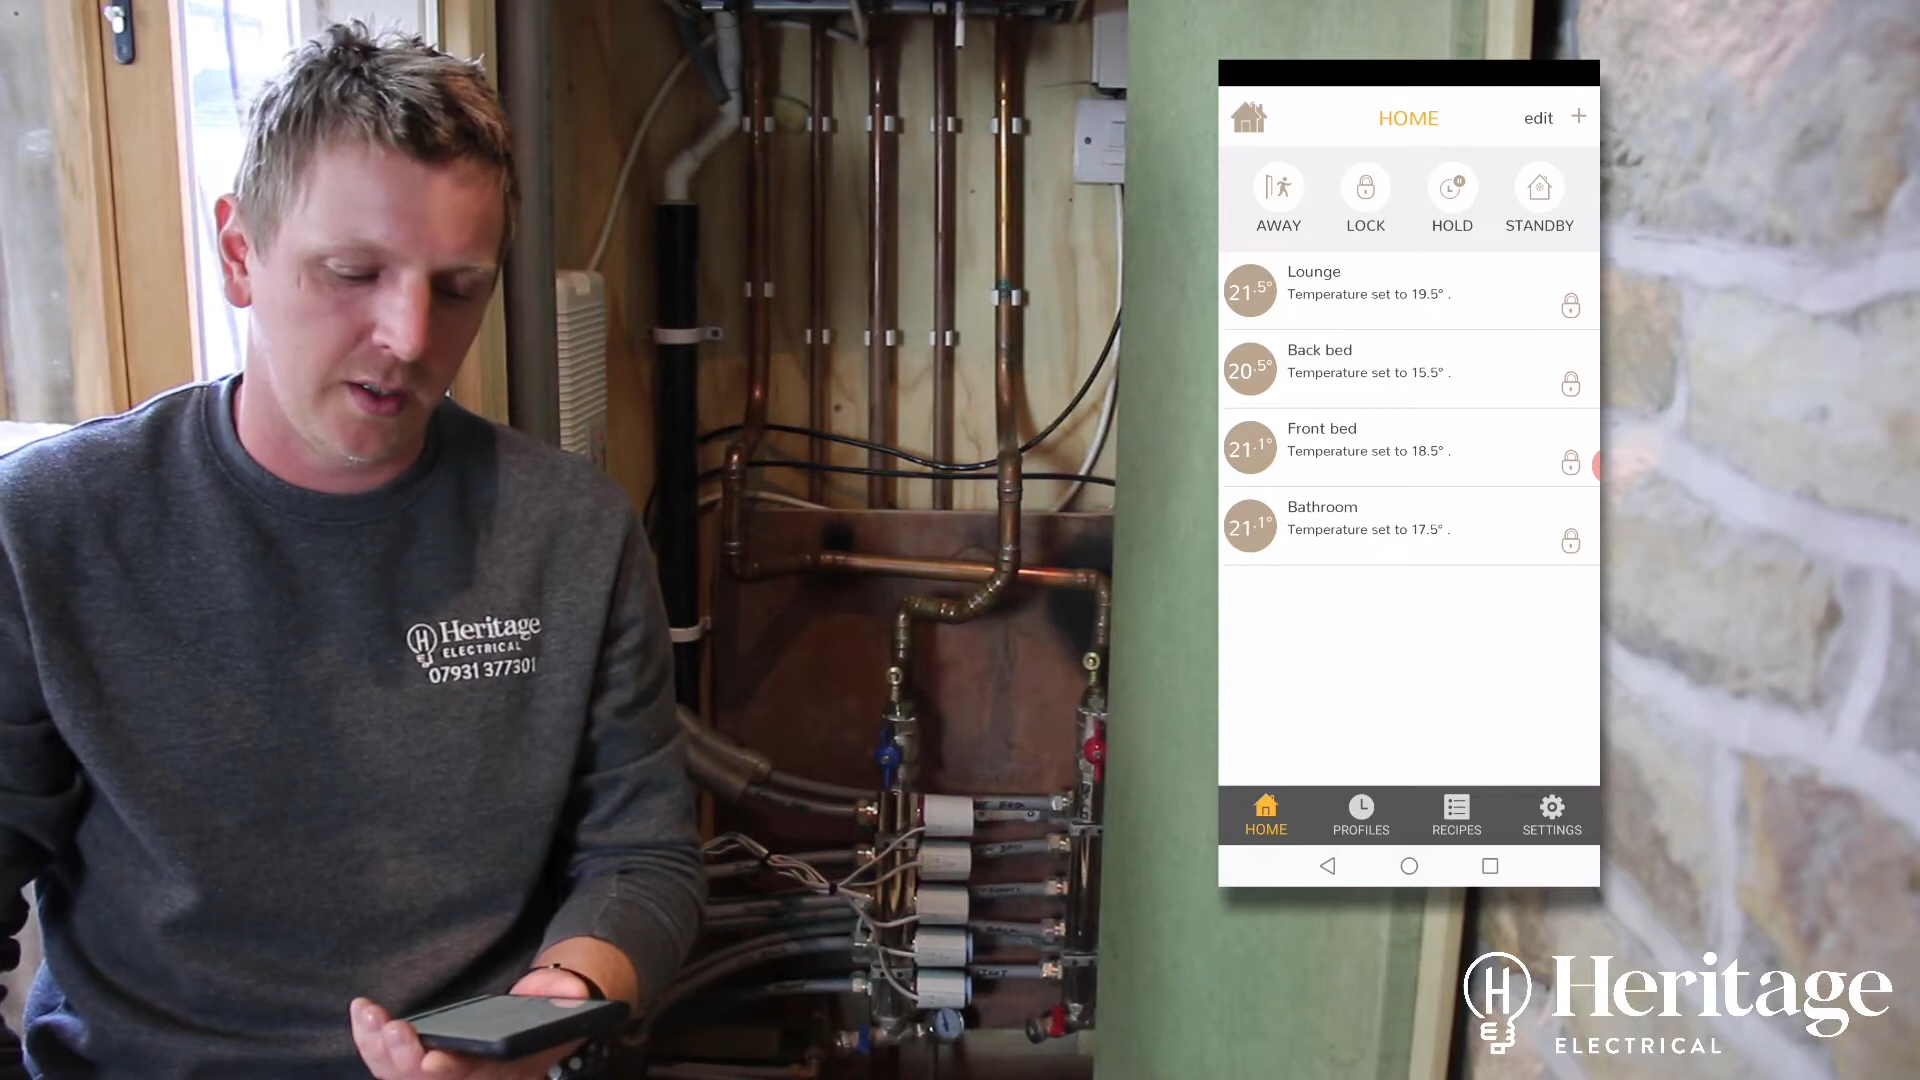 Heritage
ELECTRICAL
07931 377301
HOME
edit +
AWAY
LOCK
HOLD
STANDBY
21.5°
Lounge
Temperature set to 19.5° .
20.5°
Back bed
Temperature set to 15.5° .
21.1°
Front bed
Temperature set to 18.5° .
21.1°
Bathroom
Temperature set to 17.5° .
HOME
PROFILES
RECIPES
SETTINGS
Heritage
ELECTRICAL